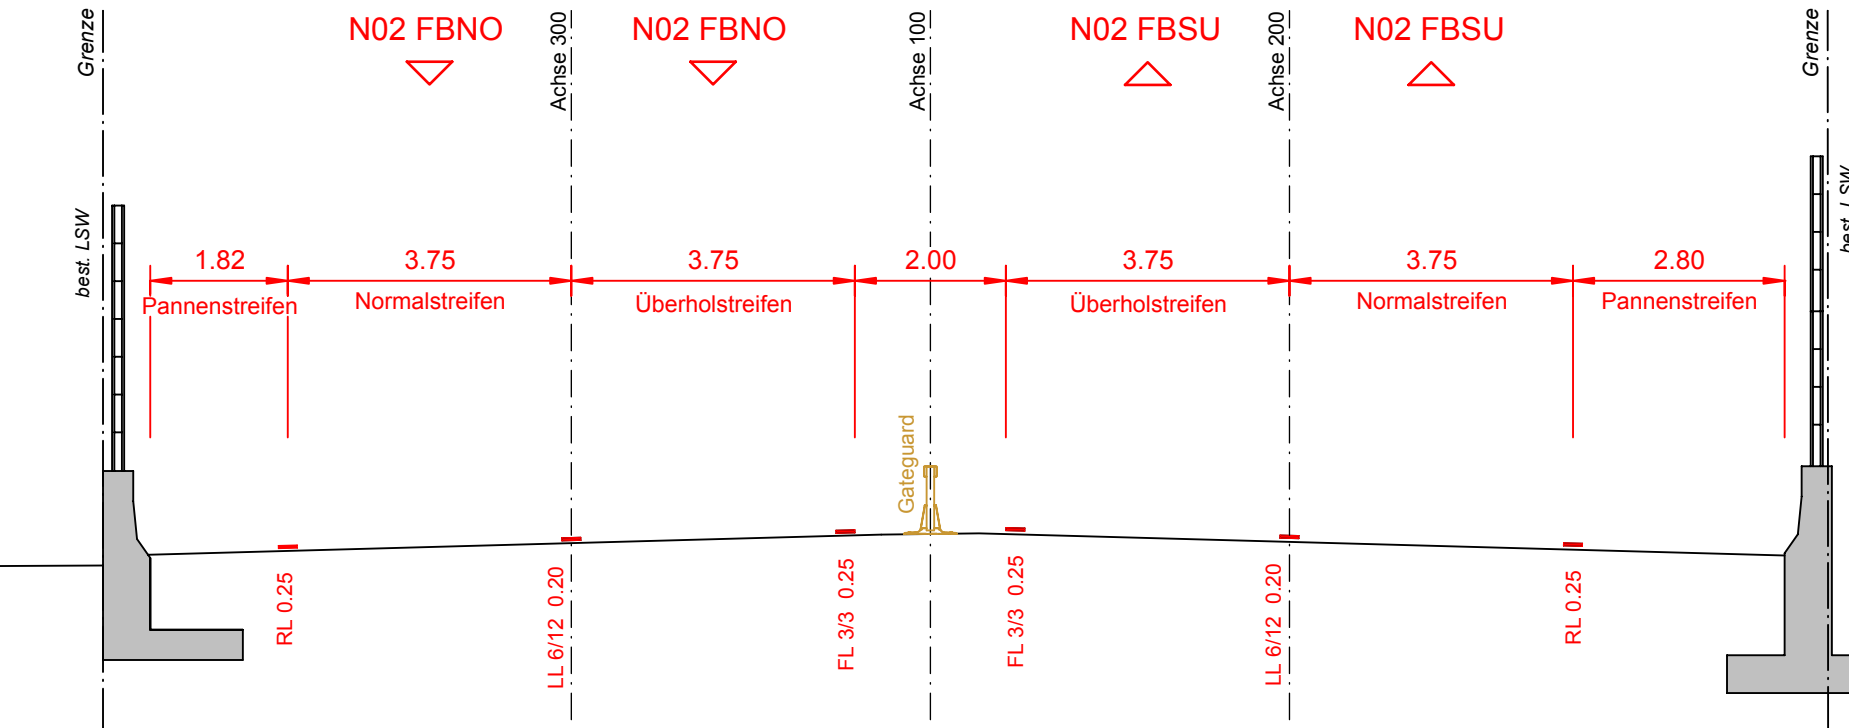 Grenze
N02 FBNO
Achse 300
N02 FBNO
Achse 100
N02 FBSU
Achse 200
N02 FBSU
Grenze
best. LSW
best. LSW
1.82
3.75
3.75
2.00
3.75
3.75
2.80
Pannenstreifen
Normalstreifen
Überholstreifen
Überholstreifen
Normalstreifen
Pannenstreifen
Gateguard
RL 0.25
LL 6/12 0.20
FL 3/3 0.25
FL 3/3 0.25
LL 6/12 0.20
RL 0.25